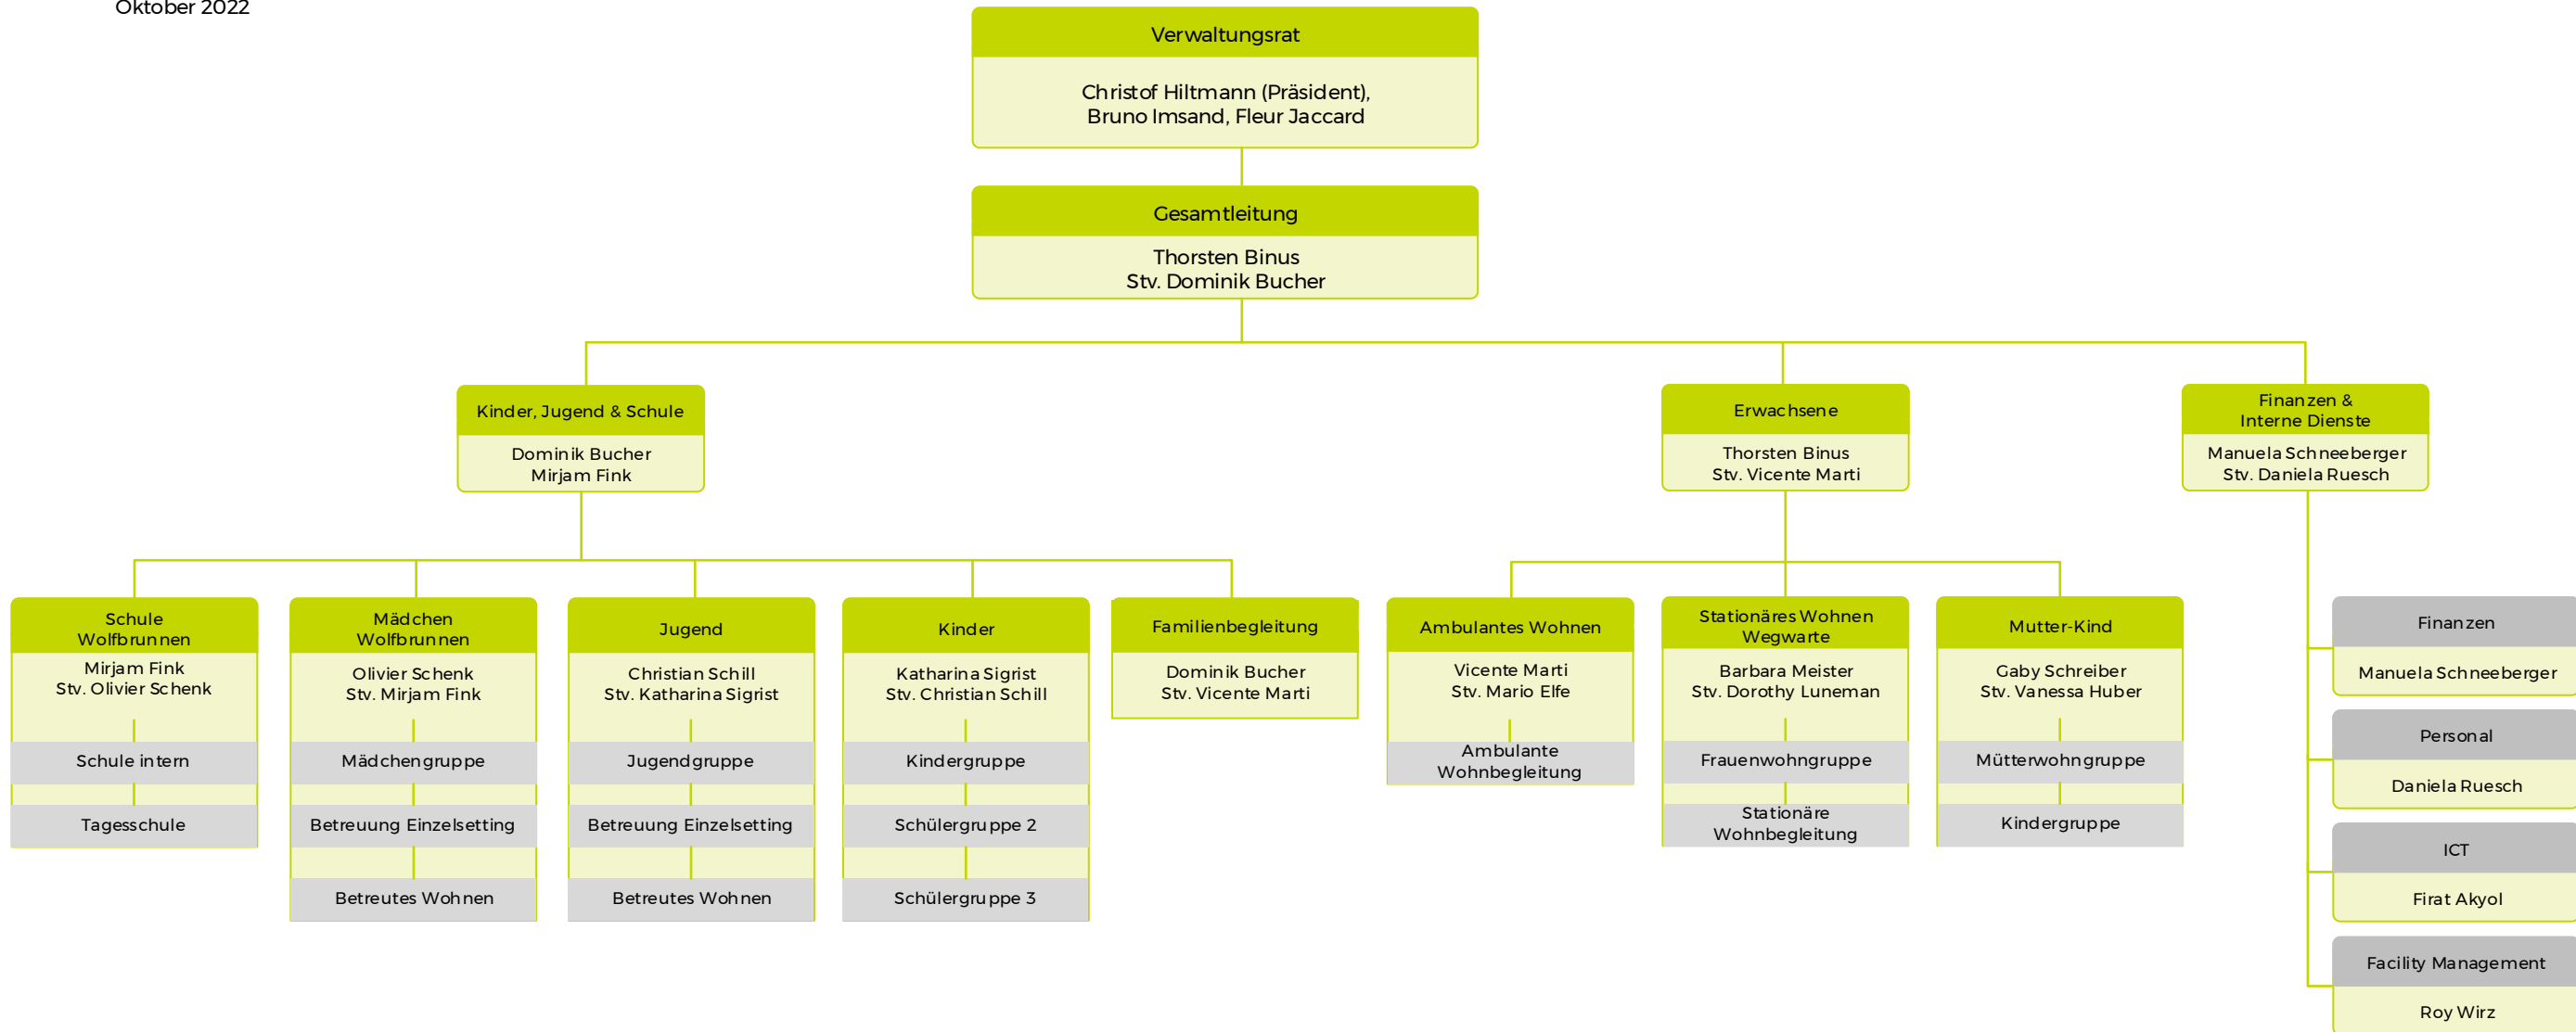 Oktober 2022
Verwaltungsrat
Christof Hiltmann (Präsident),
Bruno Imsand, Fleur Jaccard
Gesamtleitung
Thorsten Binus
Stv. Dominik Bucher
Kinder, Jugend & Schule
Dominik Bucher
Mirjam Fink
Erwachsene
Thorsten Binus
Stv. Vicente Marti
Finanzen &
Interne Dienste
Manuela Schneeberger
Stv. Daniela Ruesch
Schule
Wolfbrunnen
Mirjam Fink
Stv. Olivier Schenk
Schule intern
Tagesschule
Mädchen
Wolfbrunnen
Olivier Schenk
Stv. Mirjam Fink
Mädchengruppe
Betreuung Einzelsetting
Betreutes Wohnen
Jugend
Christian Schill
Stv. Katharina Sigrist
Jugendgruppe
Betreuung Einzelsetting
Betreutes Wohnen
Kinder
Katharina Sigrist
Stv. Christian Schill
Kindergruppe
Schülergruppe 2
Schülergruppe 3
Familienbegleitung
Dominik Bucher
Stv. Vicente Marti
Ambulantes Wohnen
Vicente Marti
Stv. Mario Elfe
Ambulante
Wohnbegleitung
Stationäres Wohnen
Wegwarte
Barbara Meister
Stv. Dorothy Luneman
Frauenwohngruppe
Stationäre
Wohnbegleitung
Mutter-Kind
Gaby Schreiber
Stv. Vanessa Huber
Mütterwohngruppe
Kindergruppe
Finanzen
Manuela Schneeberger
Personal
Daniela Ruesch
ICT
Firat Akyol
Facility Management
Roy Wirz